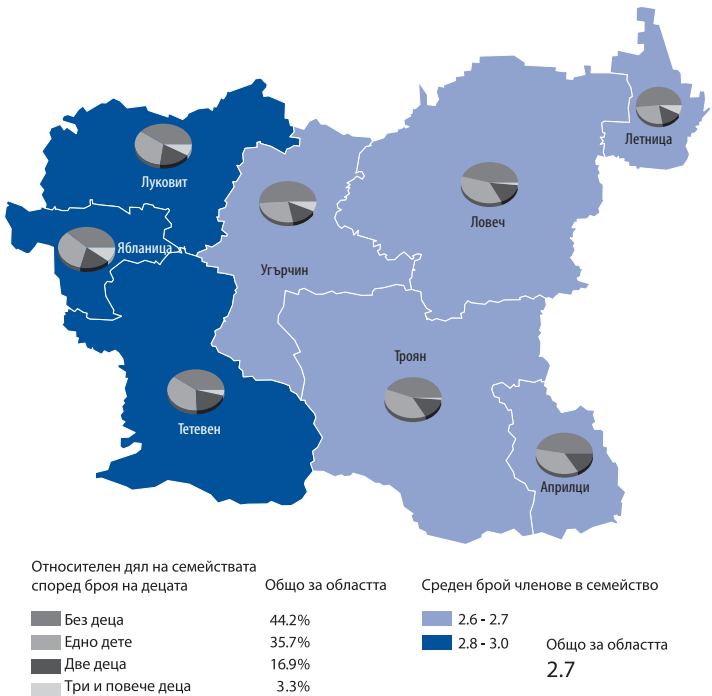 Летница
Луковит
Ловеч
Ябланица
Угърчин
Троян
Тетевен
Априлци
Относителен дял на семействата
според броя на децата
Общо за областта
Без деца 44.2%
Едно дете 35.7%
Две деца 16.9%
Три и повече деца 3.3%
Среден брой членове в семейство
2.6 - 2.7
2.8 - 3.0
Общо за областта
2.7